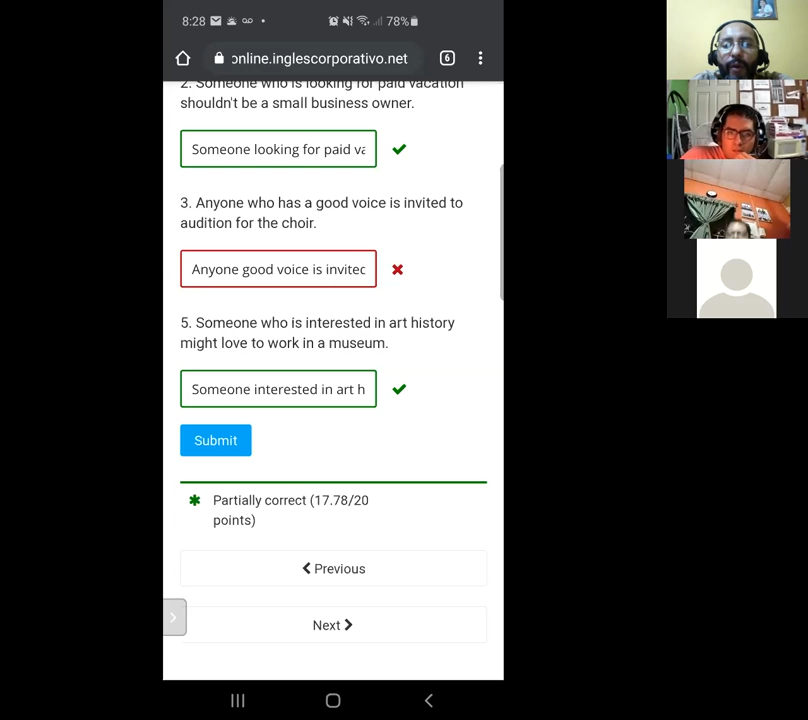 8:28
78%
online.inglescorporativo.net
6
2. Someone who is looking for paid vacation
shouldn't be a small business owner.
Someone looking for paid va
3. Anyone who has a good voice is invited to
audition for the choir.
Anyone good voice is invitec
5. Someone who is interested in art history
might love to work in a museum.
Someone interested in art h
Submit
Partially correct (17.78/20
points)
Previous
Next